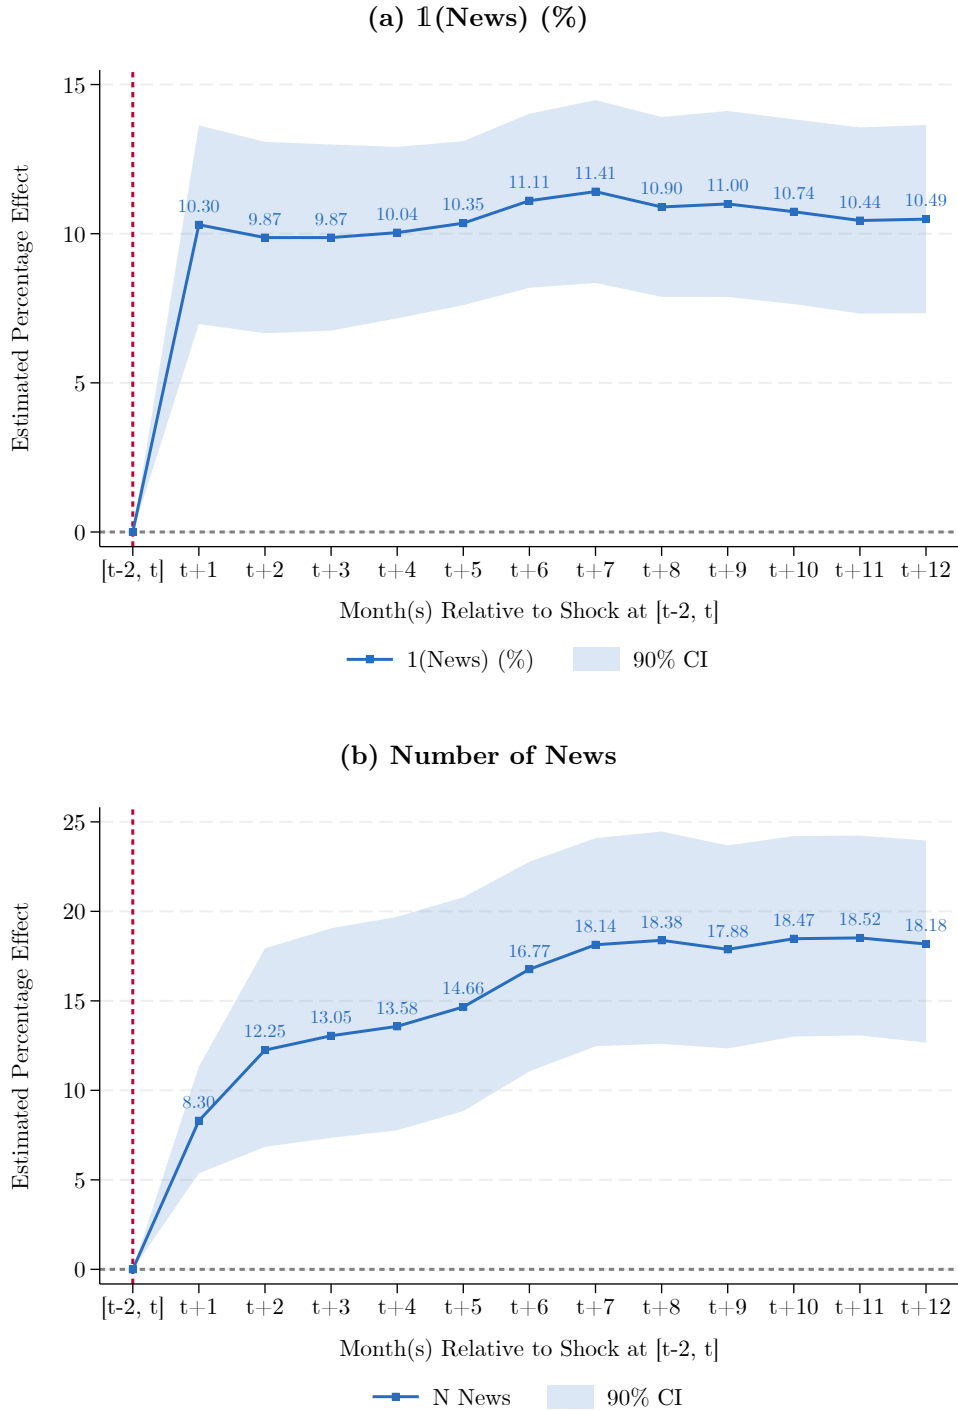 (a) 𝟙(News) (%)
Estimated Percentage Effect
15
10
5
0
10.30 9.87 9.87 10.04 10.35 11.11 11.41 10.90 11.00 10.74 10.44 10.49
[t-2, t] t+1 t+2 t+3 t+4 t+5 t+6 t+7 t+8 t+9 t+10 t+11 t+12
Month(s) Relative to Shock at [t-2, t]
1(News) (%) 90% CI
(b) Number of News
Estimated Percentage Effect
25
20
15
10
5
0
8.30 12.25 13.05 13.58 14.66 16.77 18.14 18.38 17.88 18.47 18.52 18.18
[t-2, t] t+1 t+2 t+3 t+4 t+5 t+6 t+7 t+8 t+9 t+10 t+11 t+12
Month(s) Relative to Shock at [t-2, t]
N News 90% CI